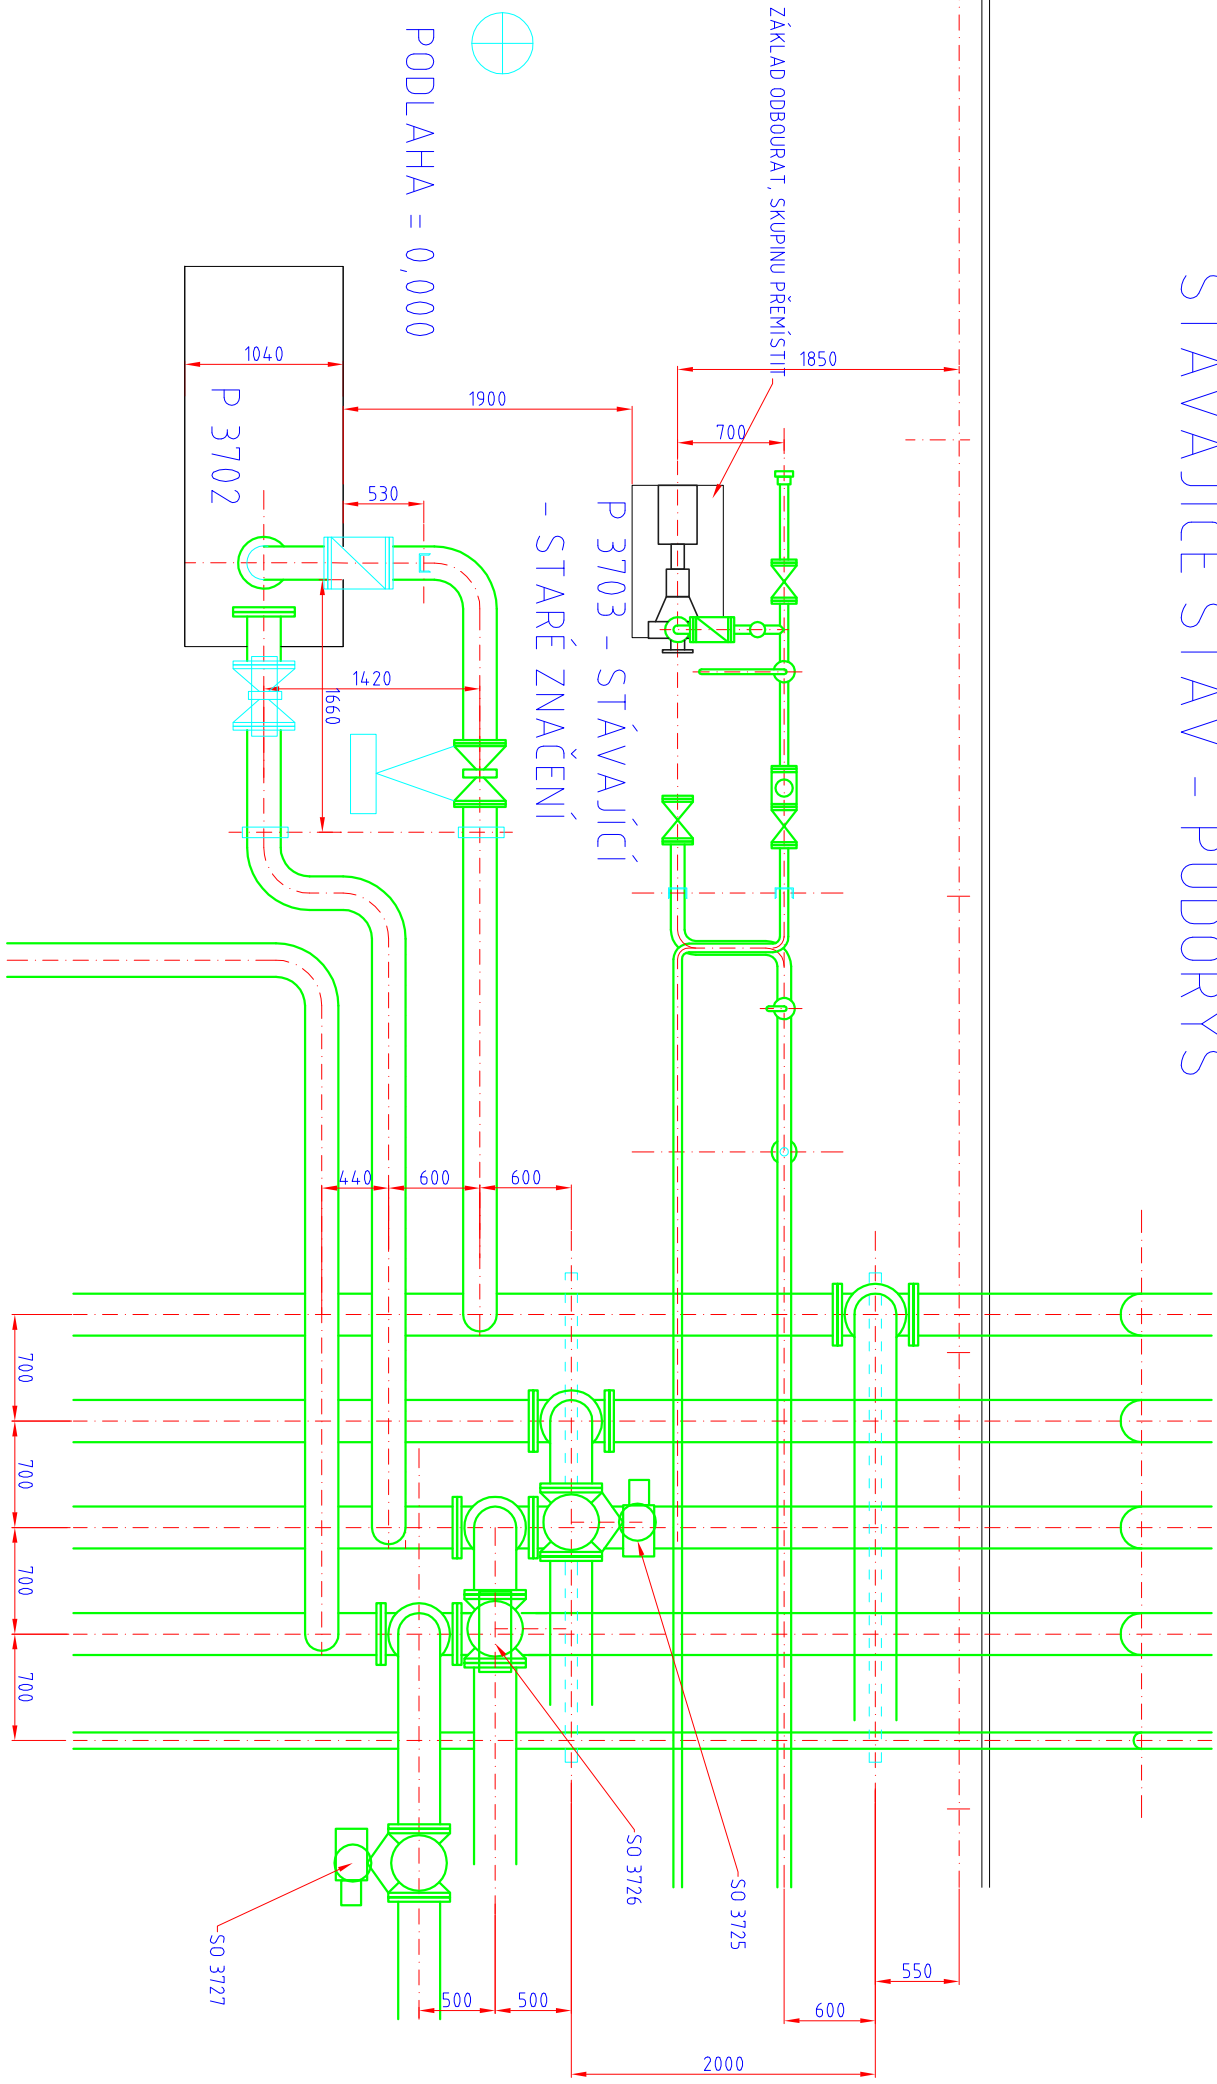 STÁVAJÍCÍ STAV - PŮDORYS
ZÁKLAD ODBOURAT, SKUPINU PŘEMÍSTIT
PODLAHA = 0,000
1850
1040
1900
700
P 3702
530
P 3703 - STÁVAJÍCÍ
- STARÉ ZNAČENÍ
1420
1660
440
600
600
700
700
700
700
SO 3726
SO 3725
SO 3727
550
500
500
600
2000